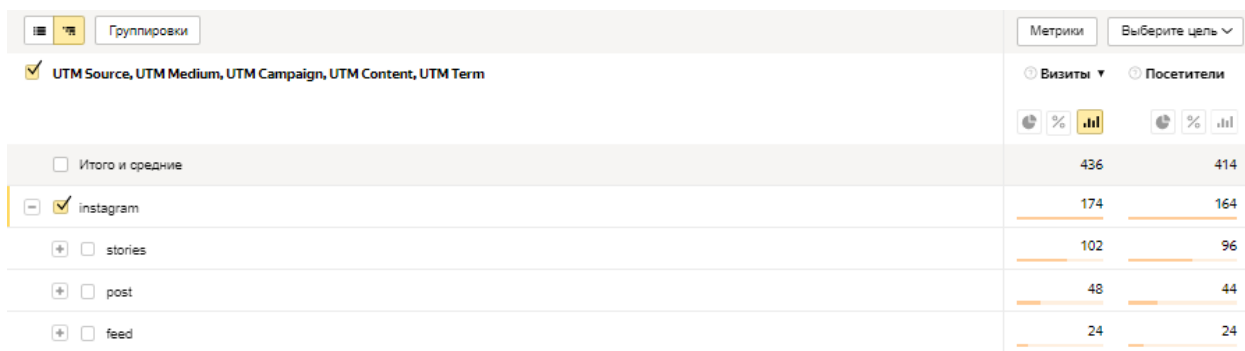 Группировки
Метрики
Выберите цель
UTM Source, UTM Medium, UTM Campaign, UTM Content, UTM Term
Визиты ▼
Посетители
%
%
Итого и средние 436 414
instagram 174 164
stories 102 96
post 48 44
feed 24 24